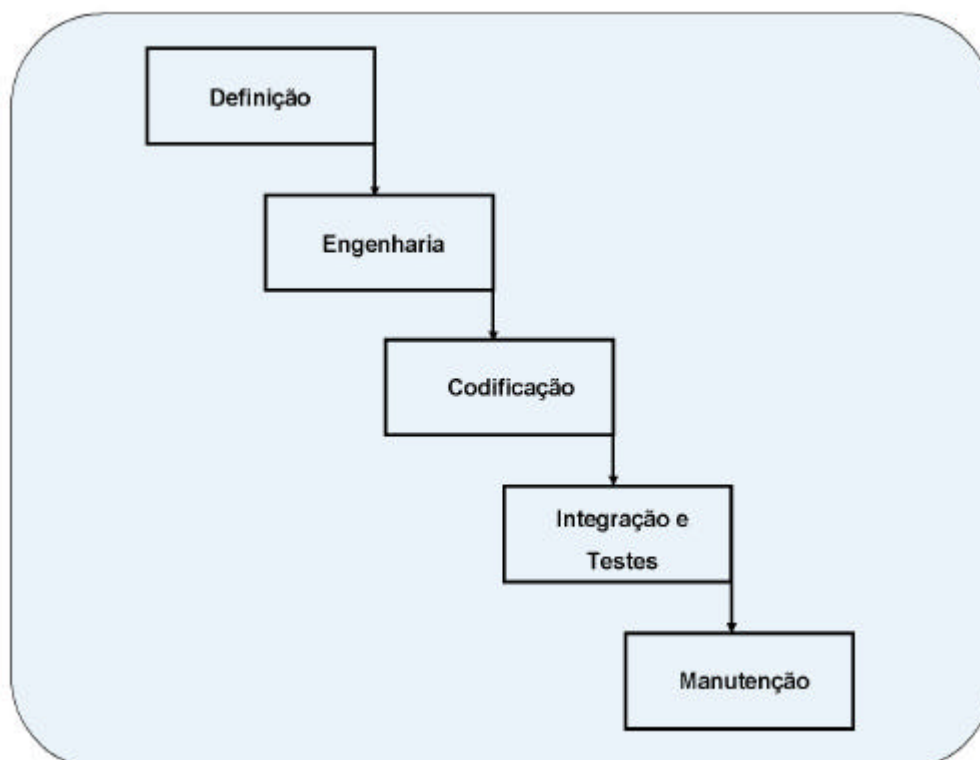 Definição
Engenharia
Codificação
Integração e
Testes
Manutenção